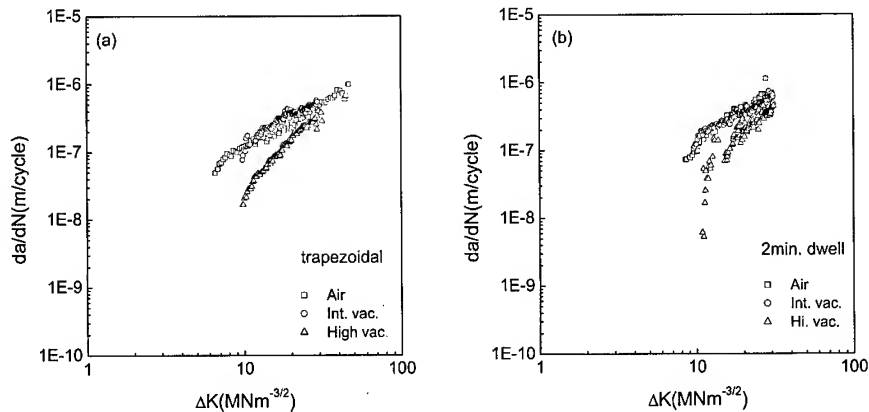 1E-5
(a)
1E-6
1E-7
1E-8
1E-9
1E-10
da/dN(m/cycle)
trapezoidal
Air
Int. vac.
High vac.
1
10
100
ΔK(MNm-3/2)
1E-5
(b)
1E-6
1E-7
1E-8
1E-9
1E-10
da/dN(m/cycle)
2min. dwell
Air
Int. vac.
Hi. vac.
1
10
100
ΔK(MNm-3/2)